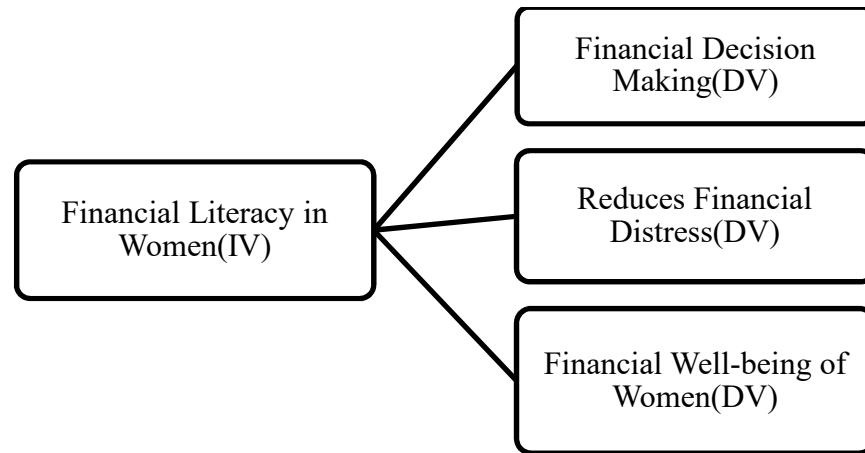 Financial Decision
Making(DV)
Financial Literacy in
Women(IV)
Reduces Financial
Distress(DV)
Financial Well-being of
Women(DV)